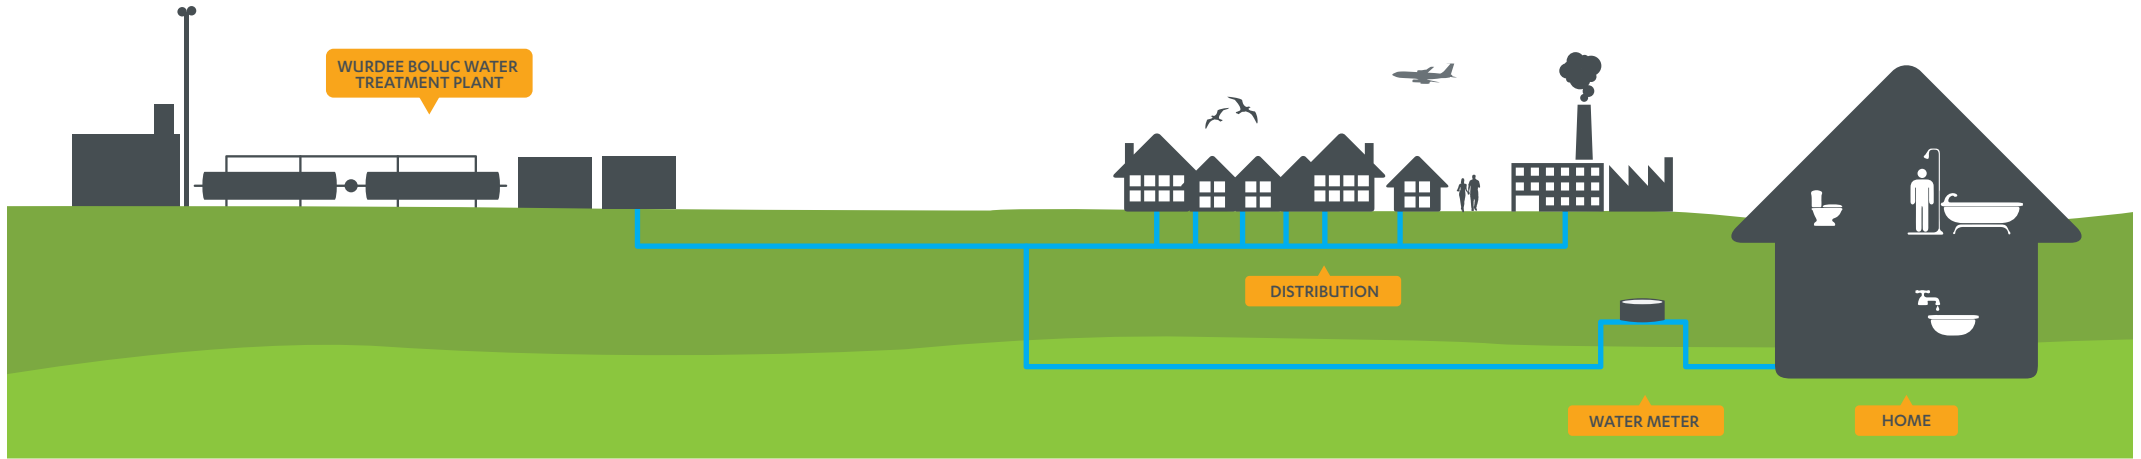 WURDEE BOLUC WATER
TREATMENT PLANT
DISTRIBUTION
WATER METER
HOME